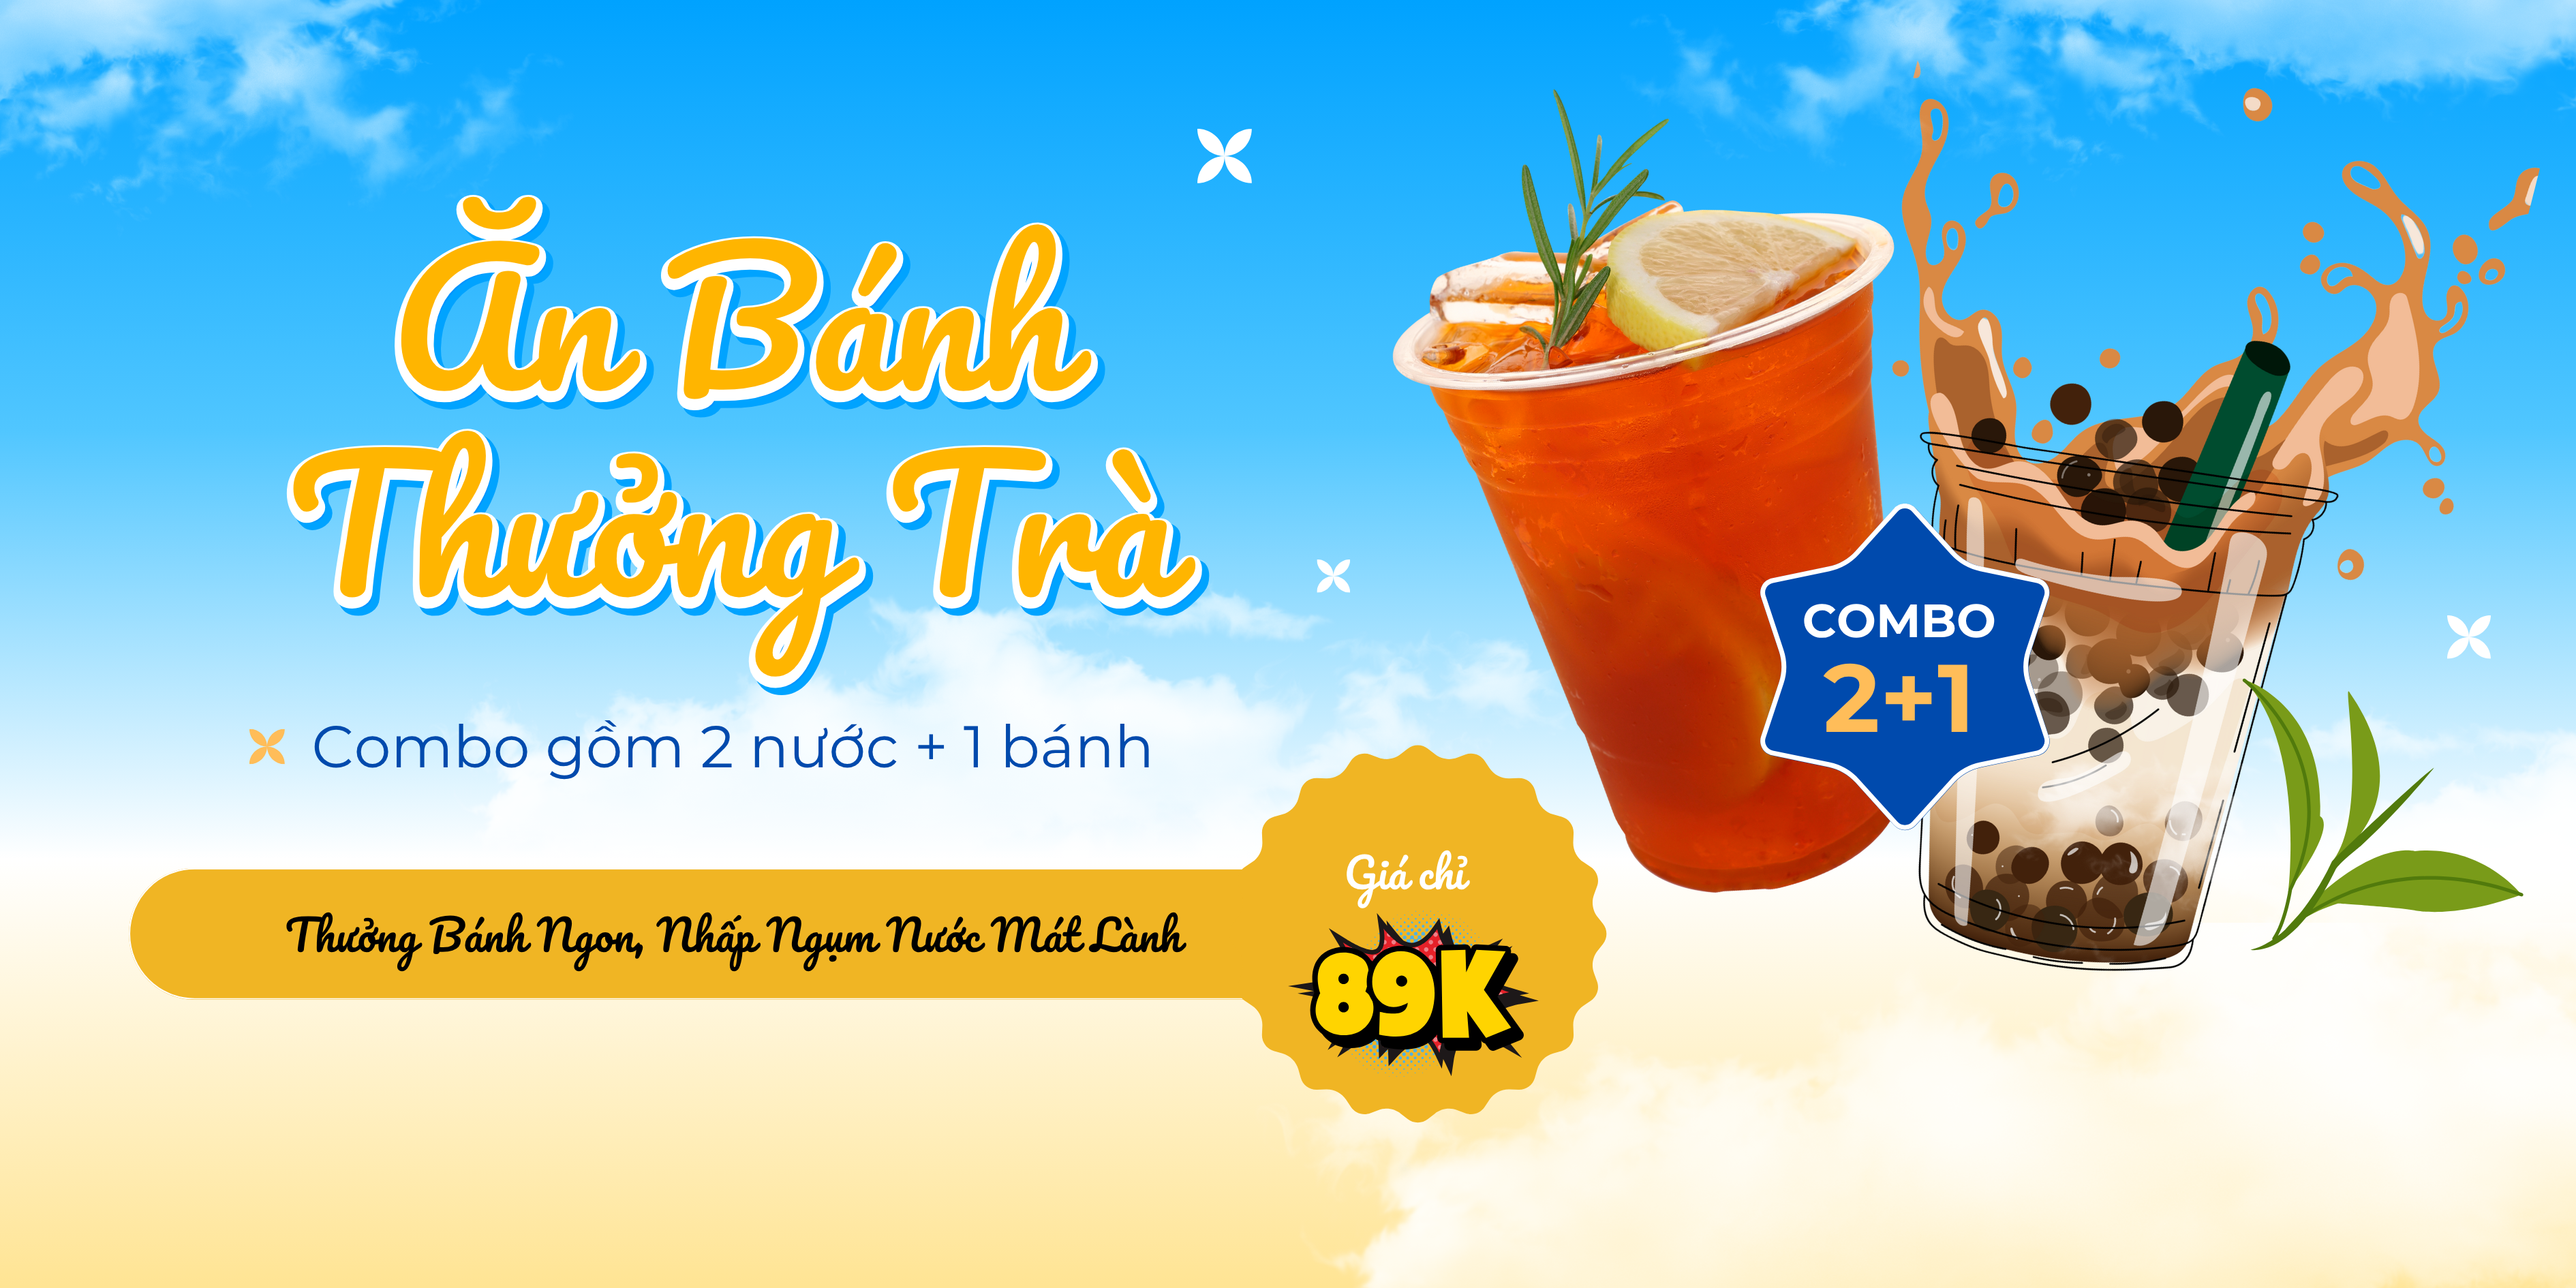 Ăn Bánh
Thưởng Trà
Combo gồm 2 nước + 1 bánh
Thưởng Bánh Ngon, Nhấp Ngụm Nước Mát Lành
Giá chỉ
89K
COMBO
2+1